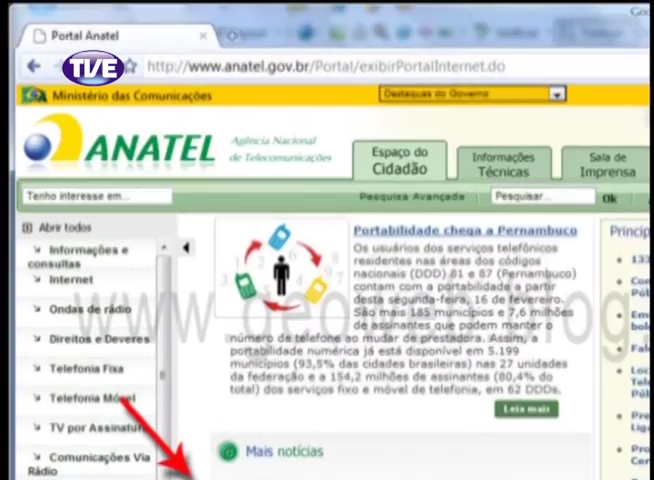 Portal Anatel
TVE
http://www.anatel.gov.br/Portal/exibirPortalInternet.do
Ministério das Comunicações
Destaques do Governo
ANATEL
Agência Nacional
de Telecomunicações
Espaço do
Cidadão
Informações
Técnicas
Sala de
Imprensa
Tenho interesse em...
Pesquisa Avançada
Pesquisar...
Ok
Abrir todos
Informações e
consultas
Internet
Ondas de rádio
Direitos e Deveres
Telefonia Fixa
Telefonia Móvel
TV por Assinatura
Comunicações Via
Rádio
Portabilidade chega a Pernambuco
Os usuários dos serviços telefônicos
residentes nas áreas dos códigos
nacionais (DDD) 81 e 87 (Pernambuco)
contam com a portabilidade a partir
desta segunda-feira, 16 de fevereiro.
São mais 185 municípios e 7,6 milhões
de assinantes que podem manter o
número de telefone ao mudar de prestadora. Assim, a
portabilidade numérica já está disponível em 5.199
municípios (93,5% das cidades brasileiras) nas 27 unidades
da federação e a 154,2 milhões de assinantes (80,4% do
total) dos serviços fixo e móvel de telefonia, em 62 DDDs.
Leia mais
Mais notícias
Princip
133
Con
Púb
Fale
Pre
Liga